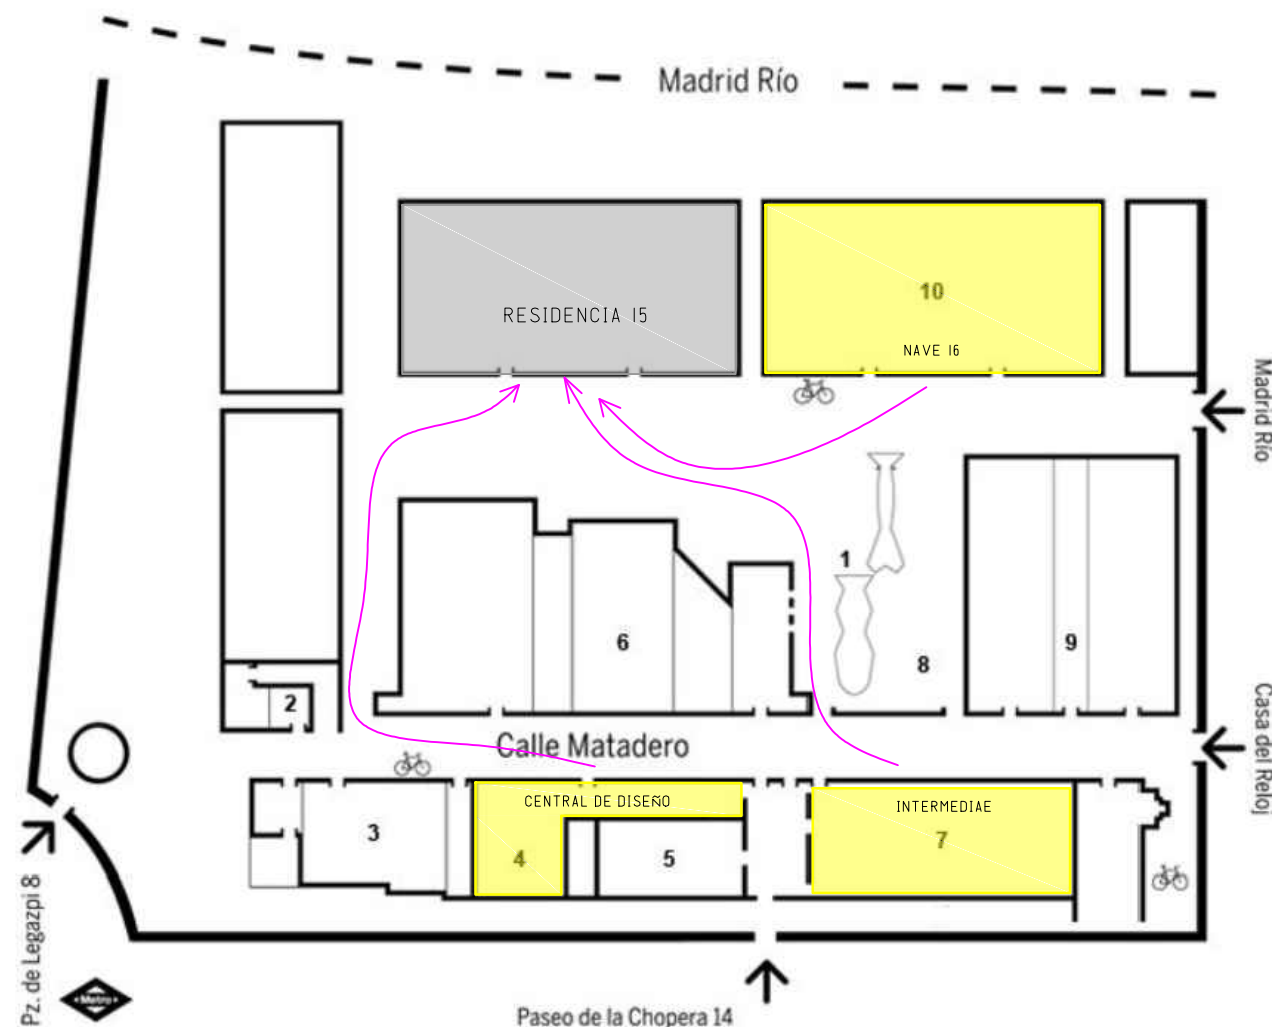 Madrid Río
10
RESIDENCIA 15
NAVE 16
Madrid Río
1
6
8
9
2
Calle Matadero
Casa del Reloj
CENTRAL DE DISEÑO
INTERMEDIAE
3
4
5
7
Pz. de Legazpi 8
Metro
Paseo de la Chopera 14